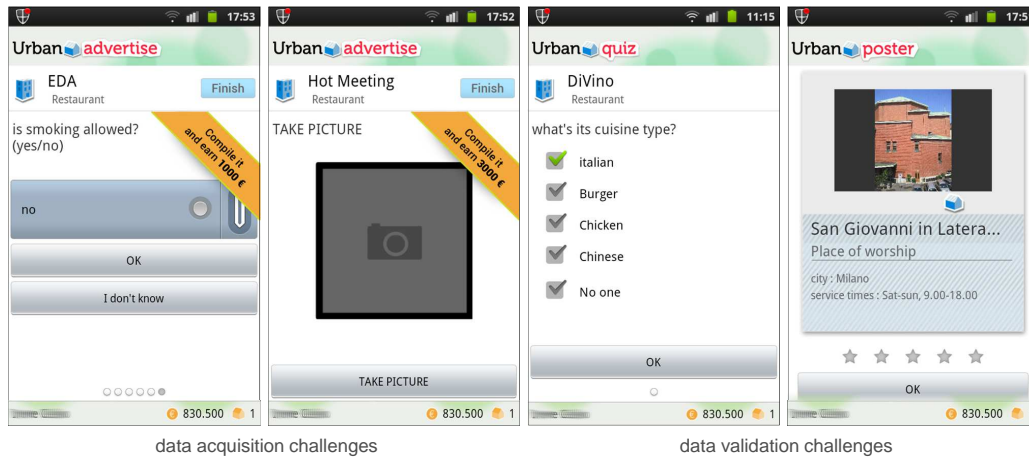 17:53
Urban advertise
EDA
Restaurant
Finish
is smoking allowed?
(yes/no)
Compile it
and earn 1000 €
no
OK
I don't know
830.500 1
17:52
Urban advertise
Hot Meeting
Restaurant
Finish
TAKE PICTURE
Compile it
and earn 3000 €
TAKE PICTURE
830.500 1
11:15
Urban quiz
DiVino
Restaurant
what's its cuisine type?
italian
Burger
Chicken
Chinese
No one
OK
830.500 1
17:5
Urban poster
San Giovanni in Latera...
Place of worship
city : Milano
service times : Sat-sun, 9.00-18.00
OK
830.500
data acquisition challenges
data validation challenges